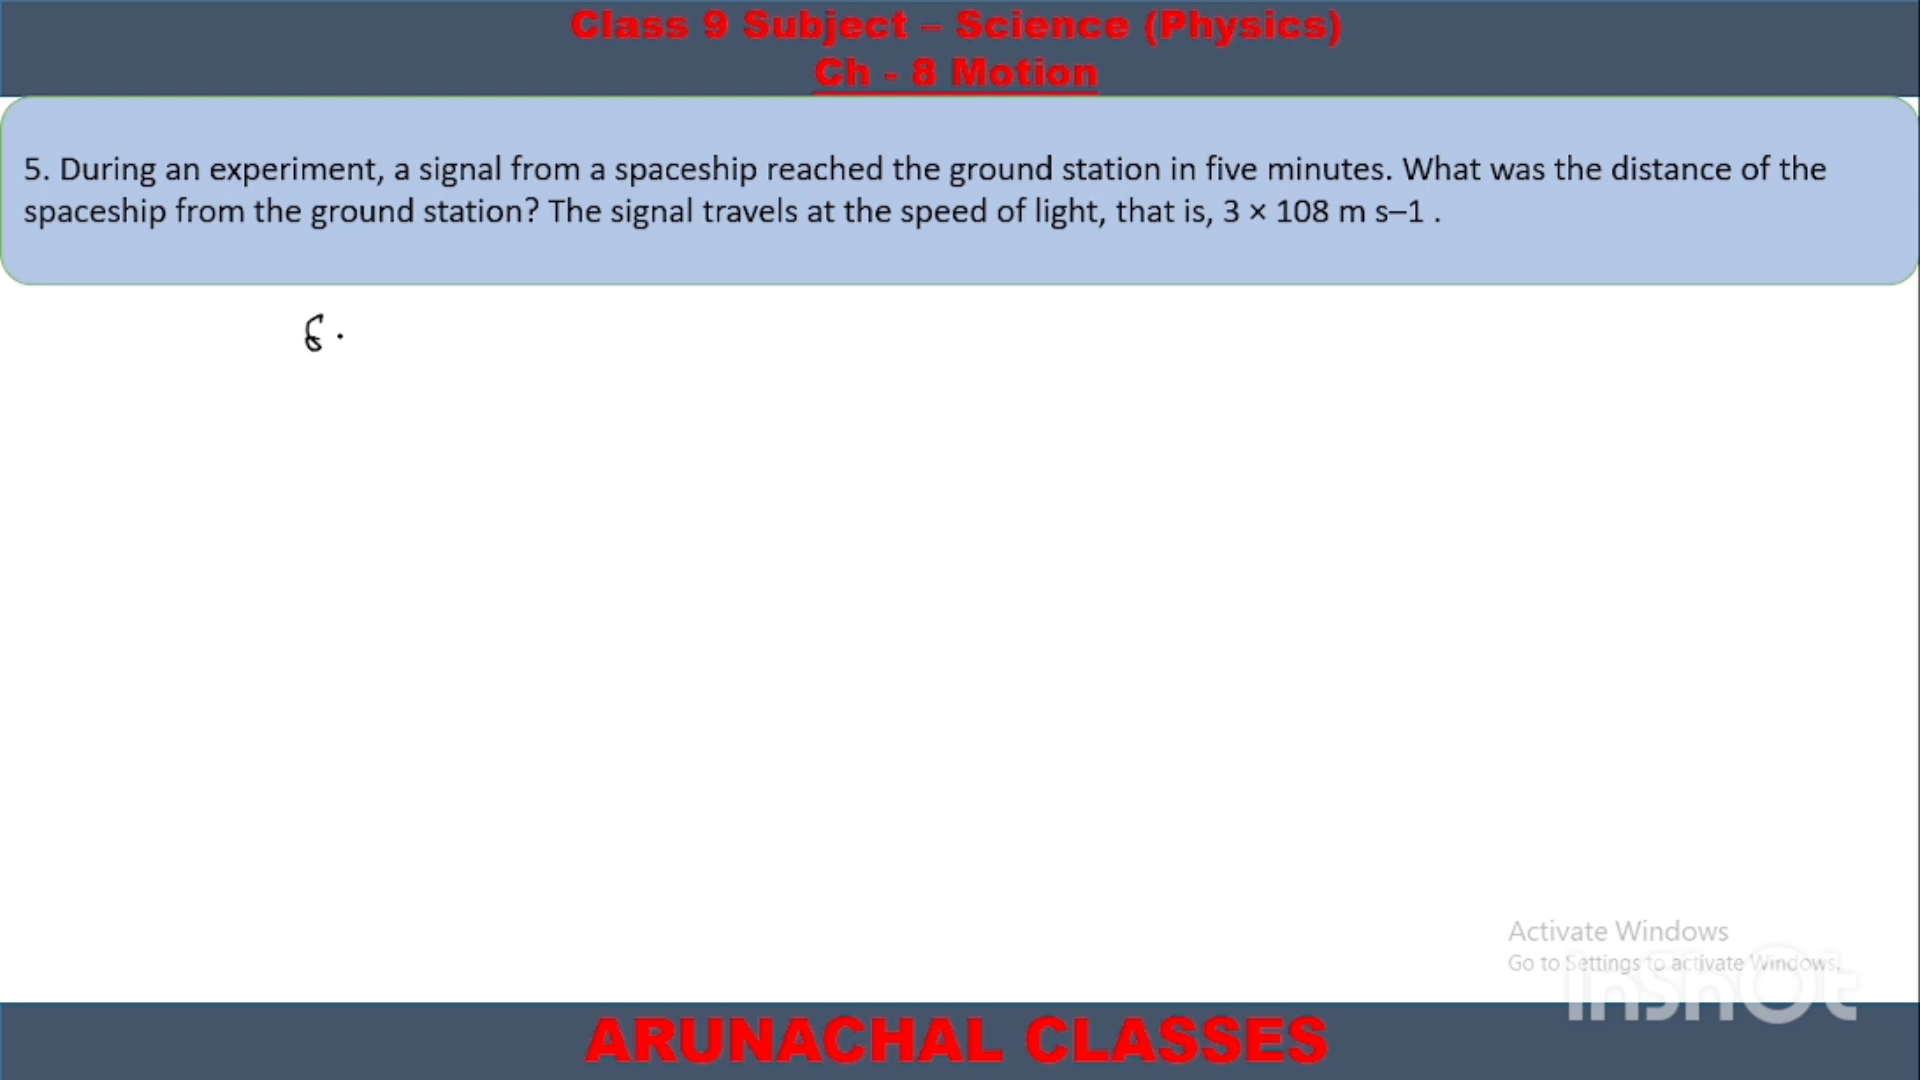 Class 9 Subject – Science (Physics)
Ch - 8 Motion
5. During an experiment, a signal from a spaceship reached the ground station in five minutes. What was the distance of the
spaceship from the ground station? The signal travels at the speed of light, that is, 3 × 108 m s–1 .
Activate Windows
Go to Settings to activate Windows.
InShOt
ARUNACHAL CLASSES